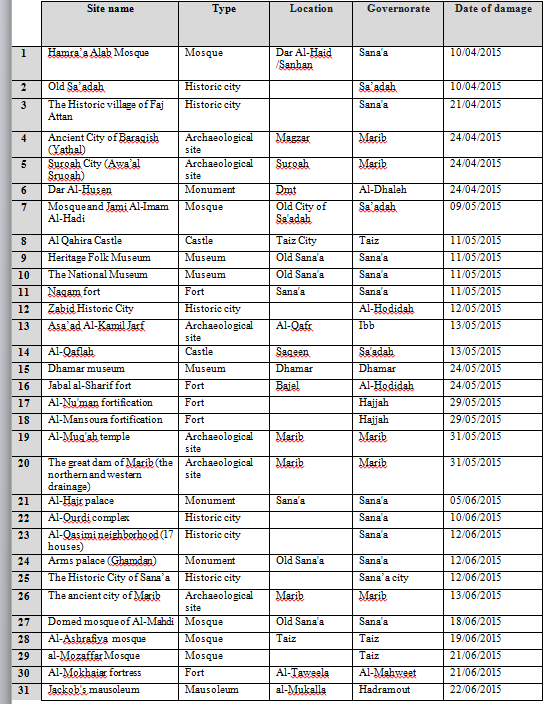 Site name Type Location Governorate Date of damage
1 Hamra’a Alab Mosque Mosque Dar Al-Haid Sana'a 10/04/2015
/Sanhan
2 Old Sa’adah Historic city Sa’adah 10/04/2015
3 The Historic village of Faj Historic city Sana'a 21/04/2015
Attan
4 Ancient City of Baraqish Archaeological Magzar Marib 24/04/2015
(Yathal) site
5 Suroah City (Awa’al Archaeological Suroah Marib 24/04/2015
Sruoah) site
6 Dar Al-Husen Monument Dmt Al-Dhaleh 24/04/2015
7 Mosque and Jami Al-Imam Mosque Old City of Sa’adah 09/05/2015
Al-Hadi Sa'adah
8 Al Qahira Castle Castle Taiz City Taiz 11/05/2015
9 Heritage Folk Museum Museum Old Sana'a Sana'a 11/05/2015
10 The National Museum Museum Old Sana'a Sana'a 11/05/2015
11 Naqam fort Fort Sana'a Sana'a 11/05/2015
12 Zabid Historic City Historic city Al-Hodidah 12/05/2015
13 Asa’ad Al-Kamil Jarf Archaeological Al-Qafr Ibb 13/05/2015
site
14 Al-Qaflah Castle Saqeen Sa'adah 13/05/2015
15 Dhamar museum Museum Dhamar Dhamar 24/05/2015
16 Jabal al-Sharif fort Fort Bajel Al-Hodidah 24/05/2015
17 Al-Nu'man fortification Fort Hajjah 29/05/2015
18 Al-Mansoura fortification Fort Hajjah 29/05/2015
19 Al-Muq'ah temple Archaeological Marib Marib 31/05/2015
site
20 The great dam of Marib (the Archaeological Marib Marib 31/05/2015
northern and western site
drainage)
21 Al-Hajr palace Monument Sana'a Sana'a 05/06/2015
22 Al-Qurdi complex Historic city Sana'a 10/06/2015
23 Al-Qasimi neighborhood (17 Historic city Sana'a 12/06/2015
houses)
24 Arms palace (Ghamdan) Monument Old Sana'a Sana'a 12/06/2015
25 The Historic City of Sana’a Historic city Sana’a city 12/06/2015
26 The ancient city of Marib Archaeological Marib Marib 13/06/2015
site
27 Domed mosque of Al-Mahdi Mosque Old Sana'a Sana'a 18/06/2015
28 Al-Ashrafiya mosque Mosque Taiz Taiz 19/06/2015
29 al-Mozaffar Mosque Mosque Taiz 21/06/2015
30 Al-Mokhaiar fortress Fort Al-Taweela Al-Mahweet 21/06/2015
31 Jackob's mausoleum Mausoleum al-Mukalla Hadramout 22/06/2015